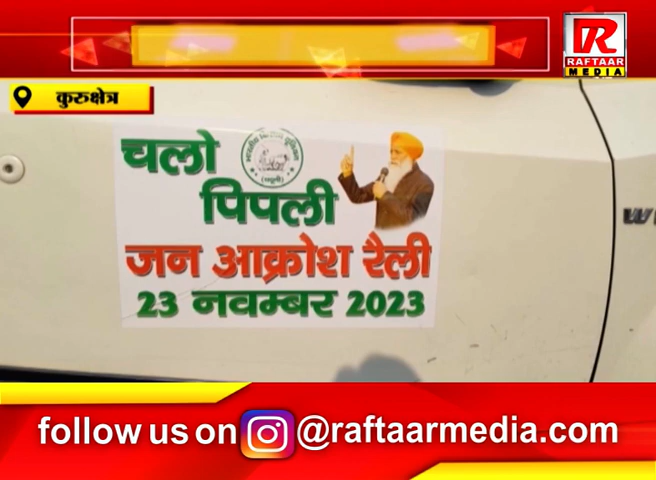 RAFTAAR
MEDIA
कुरुक्षेत्र
चलो
पिपली
जन आक्रोश रैली
23 नवम्बर 2023
follow us on @raftaarmedia.com